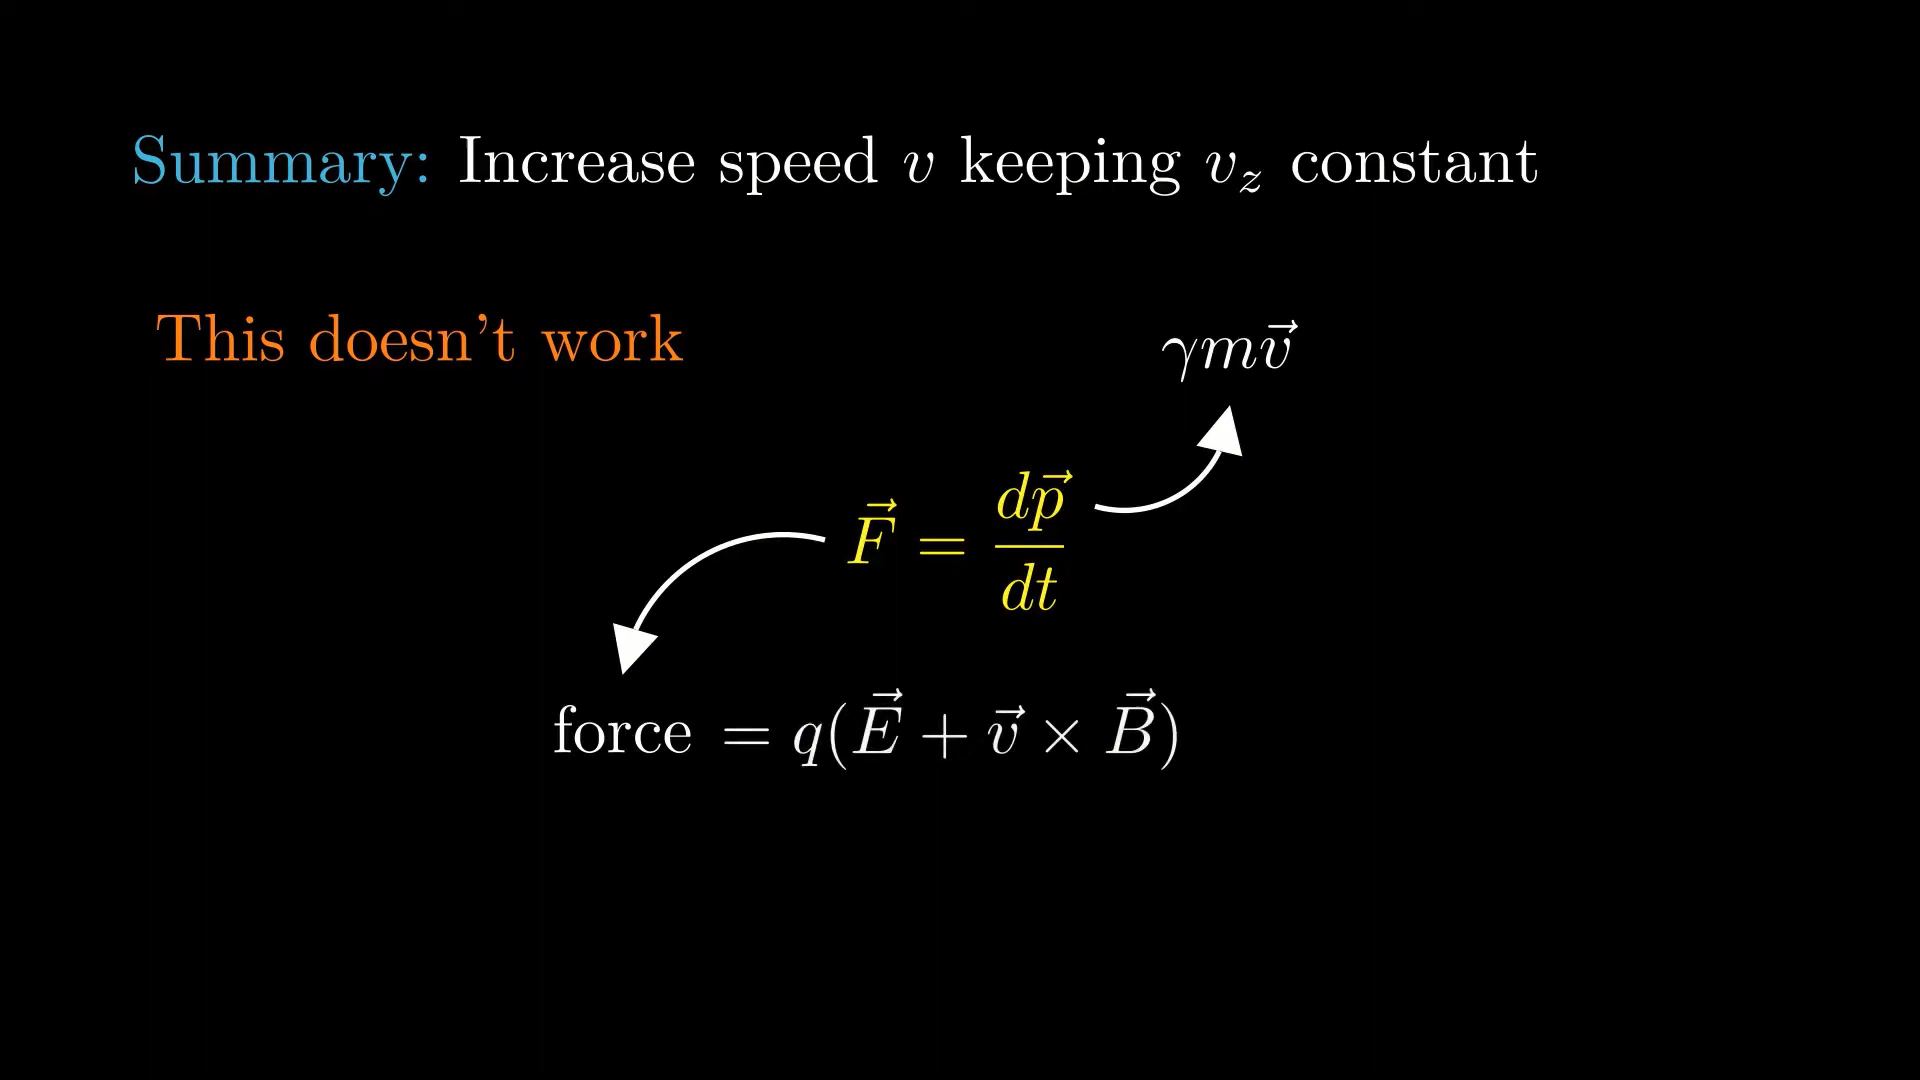 Summary: Increase speed v keeping v_z constant
This doesn't work
γmv⃗
F⃗ = dp⃗/dt
force = q(E⃗ + v⃗ × B⃗)